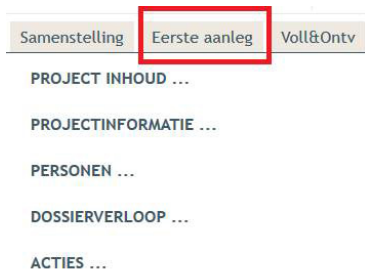 Samenstelling Eerste aanleg Voll&Ontv
PROJECT INHOUD ...
PROJECTINFORMATIE ...
PERSONEN ...
DOSSIERVERLOOP ...
ACTIES ...